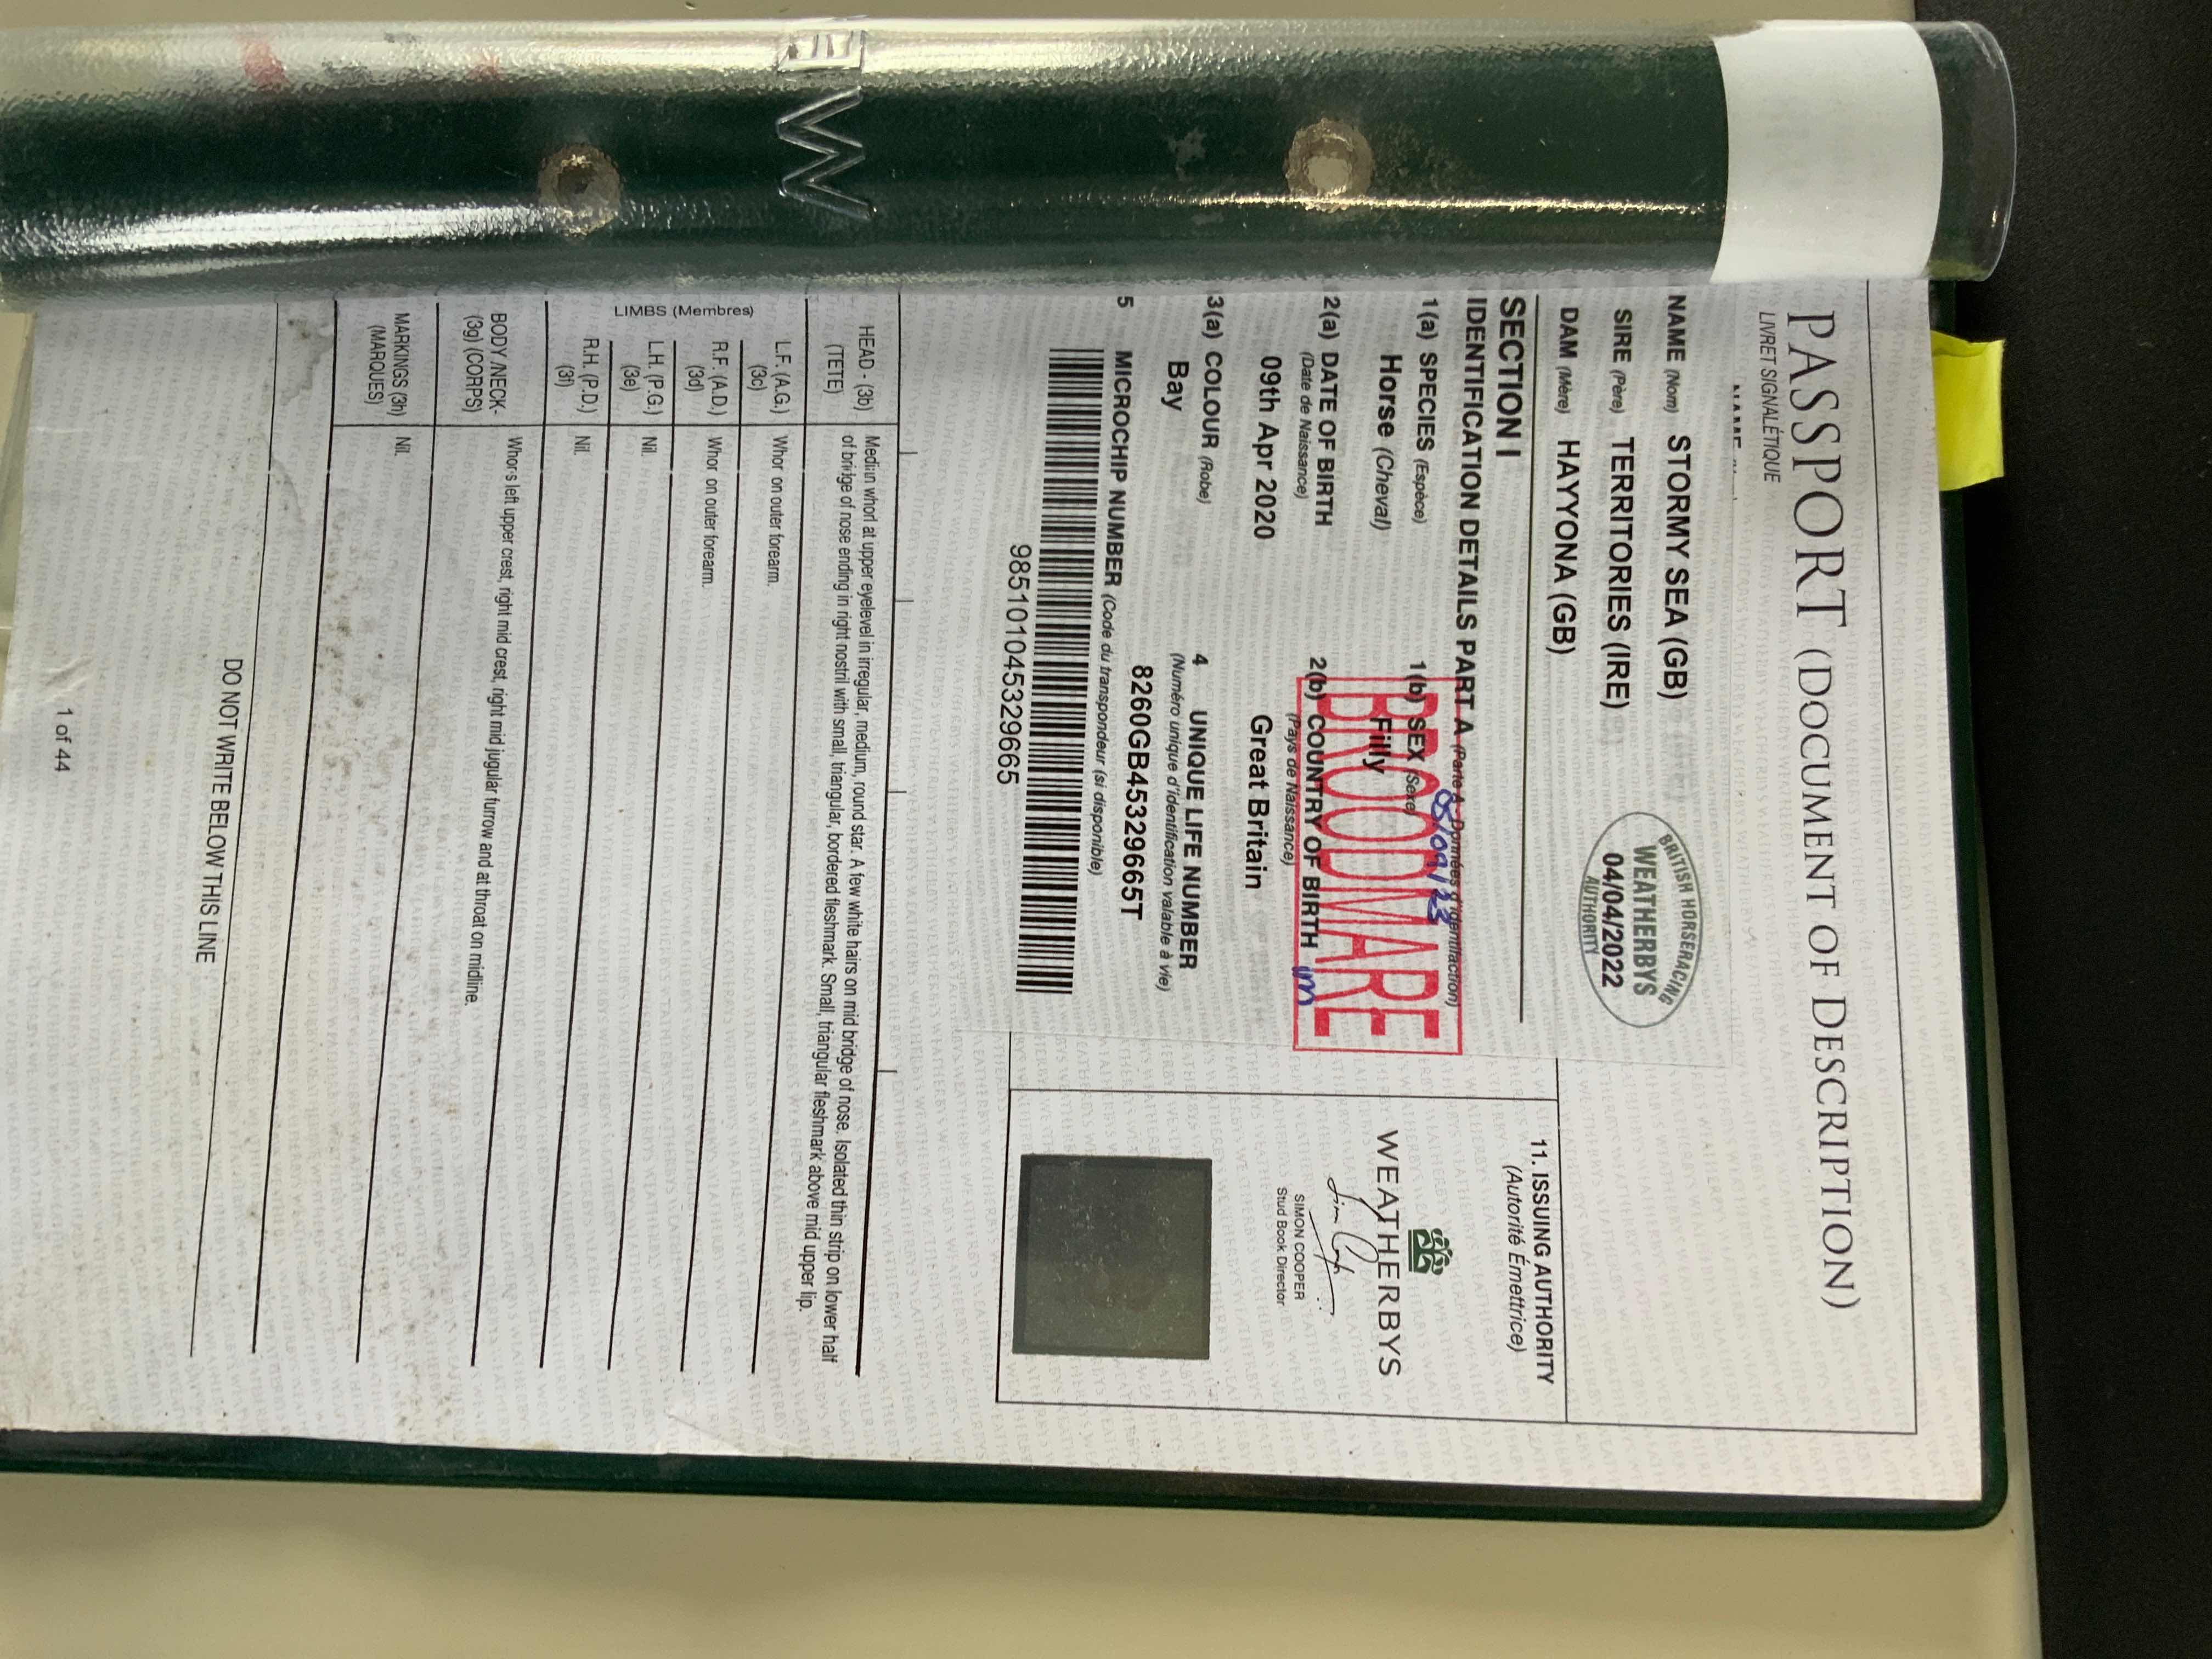 PASSPORT (DOCUMENT OF DESCRIPTION)
LIVRET SIGNALÉTIQUE
NAME (Nom) STORMY SEA (GB)
SIRE (Père) TERRITORIES (IRE)
DAM (Mère) HAYYONA (GB)
BRITISH HORSERACING
WEATHERBYS
04/04/2022
AUTHORITY
SECTION I
IDENTIFICATION DETAILS PART A (Partie A Données d'identification)
1(a) SPECIES (Espèce)
Horse (Cheval)
1(b) SEX (Sexe)
Filly
08/09/23
BROODMARE
2(a) DATE OF BIRTH
(Date de Naissance)
09th Apr 2020
2(b) COUNTRY OF BIRTH
(Pays de Naissance)
Great Britain
3(a) COLOUR (Robe)
Bay
4 UNIQUE LIFE NUMBER
(Numéro unique d'identification valable à vie)
8260GB45329665T
5 MICROCHIP NUMBER (Code du transpondeur (si disponible)
985101045329665
11. ISSUING AUTHORITY
(Autorité Émettrice)
WEATHERBYS
SIMON COOPER
Stud Book Director
HEAD - (3b) Median whorl at upper eyelevel in irregular, medium, round star. A few white hairs on mid bridge of nose. Isolated thin strip on lower half
(TETE) of bridge of nose ending in right nostril with small, triangular, bordered fleshmark. Small, triangular fleshmark above mid upper lip.
LIMBS (Membres)
L.F. (A.G.) Whorl on outer forearm.
(3c)
R.F. (A.D.) Whorl on outer forearm.
(3d)
L.H. (P.G.) Nil.
(3e)
R.H. (P.D.) Nil.
(3f)
BODY/NECK- Whorls left upper crest, right mid crest, right mid jugular furrow and at throat on midline.
(3g) (CORPS)
MARKINGS (3h) Nil.
(MARQUES)
DO NOT WRITE BELOW THIS LINE
1 of 44